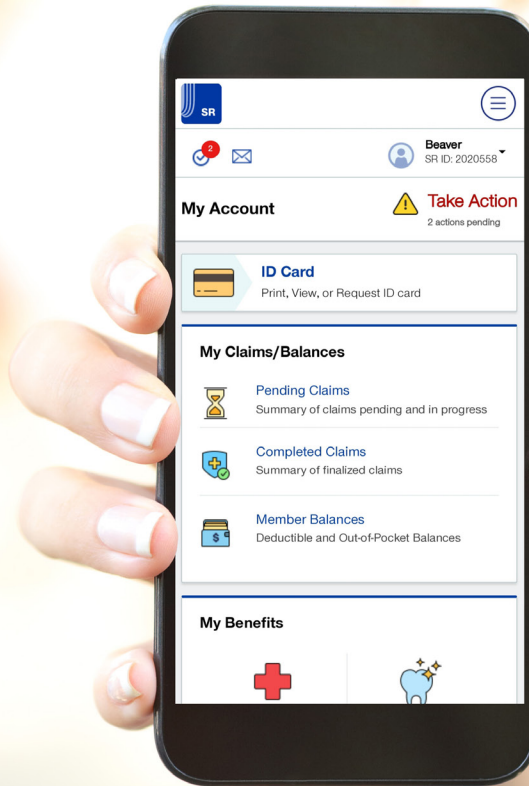 SR
2
Beaver
SR ID: 2020558
My Account
Take Action
2 actions pending
ID Card
Print, View, or Request ID card
My Claims/Balances
Pending Claims
Summary of claims pending and in progress
Completed Claims
Summary of finalized claims
Member Balances
Deductible and Out-of-Pocket Balances
My Benefits